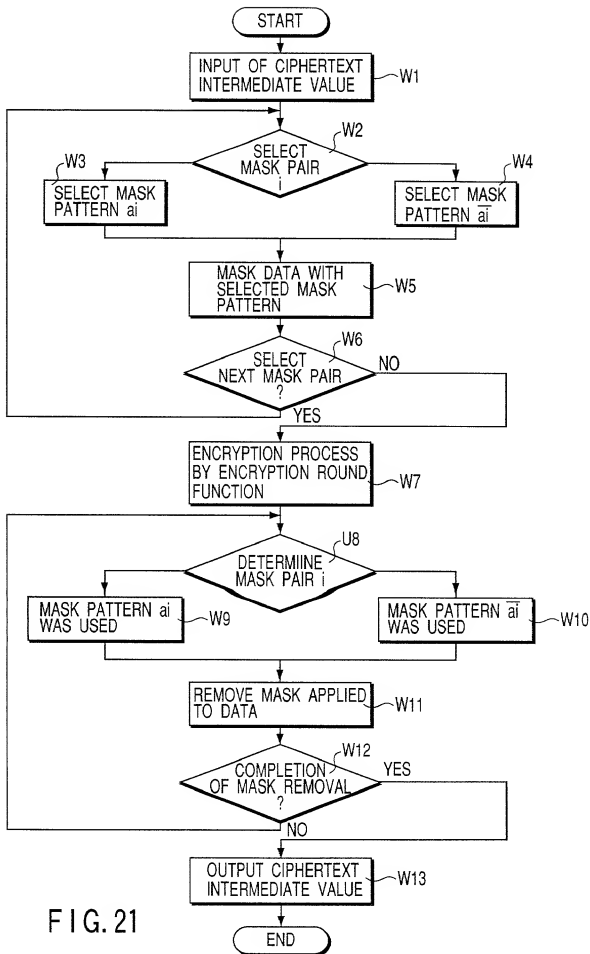 START
INPUT OF CIPHERTEXT
INTERMEDIATE VALUE
W1
W2
SELECT
MASK PAIR
i
W3
SELECT MASK
PATTERN ai
W4
SELECT MASK
PATTERN a̅i̅
MASK DATA WITH
SELECTED MASK
PATTERN
W5
W6
SELECT
NEXT MASK PAIR
?
NO
YES
ENCRYPTION PROCESS
BY ENCRYPTION ROUND
FUNCTION
W7
U8
DETERMIINE
MASK PAIR i
MASK PATTERN ai
WAS USED
W9
MASK PATTERN a̅i̅
WAS USED
W10
REMOVE MASK APPLIED
TO DATA
W11
W12
COMPLETION
OF MASK REMOVAL
?
YES
NO
OUTPUT CIPHERTEXT
INTERMEDIATE VALUE
W13
END
FIG. 21